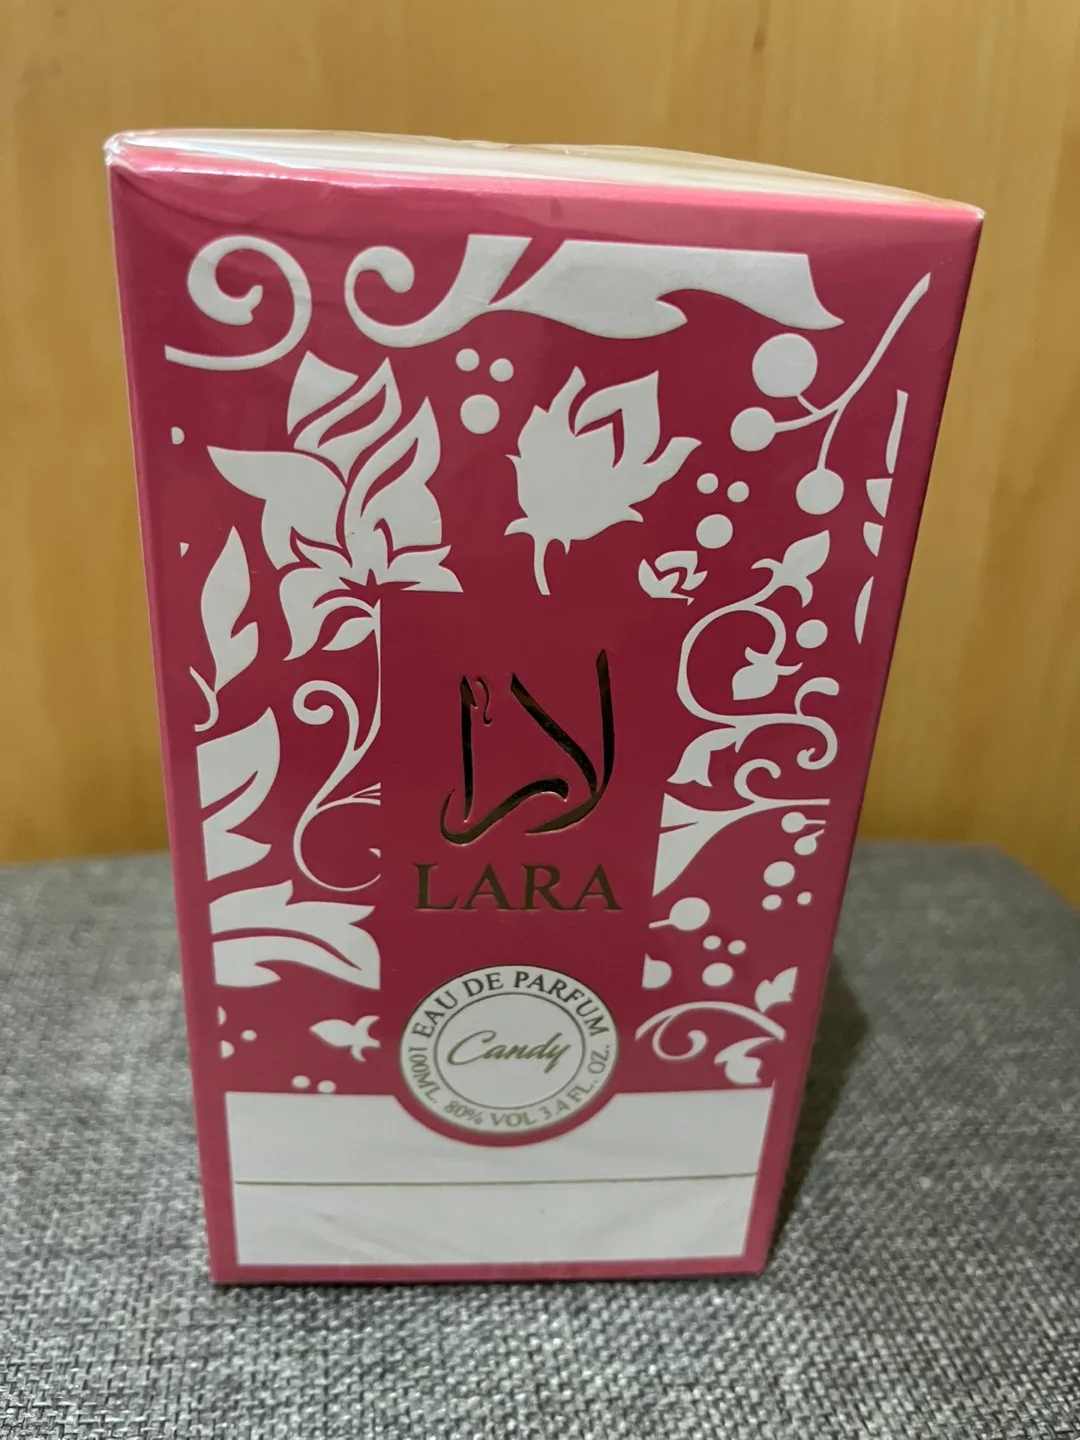 لارا
LARA
EAU DE PARFUM
Candy
100ML. 80% VOL 3.4 FL. OZ.